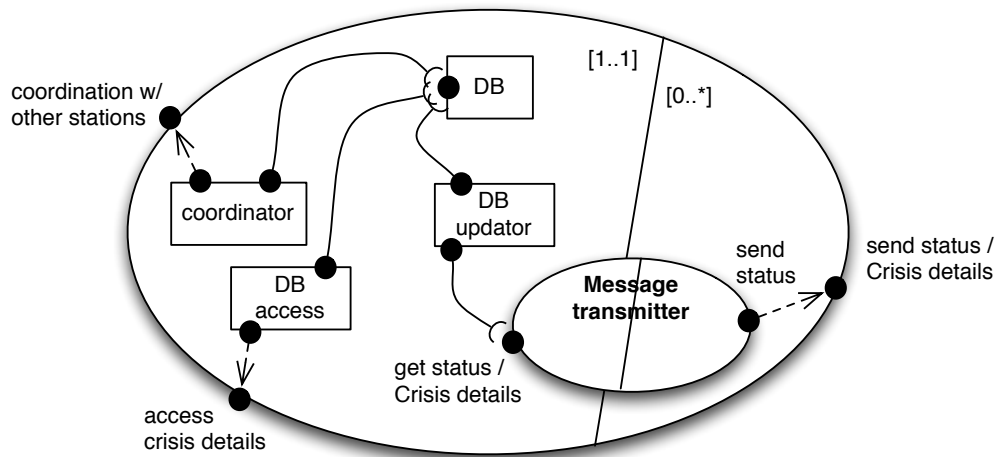 [1..1]
[0..*]
DB
coordination w/
other stations
coordinator
DB
updator
DB
access
Message
transmitter
send
status
send status /
Crisis details
get status /
Crisis details
access
crisis details